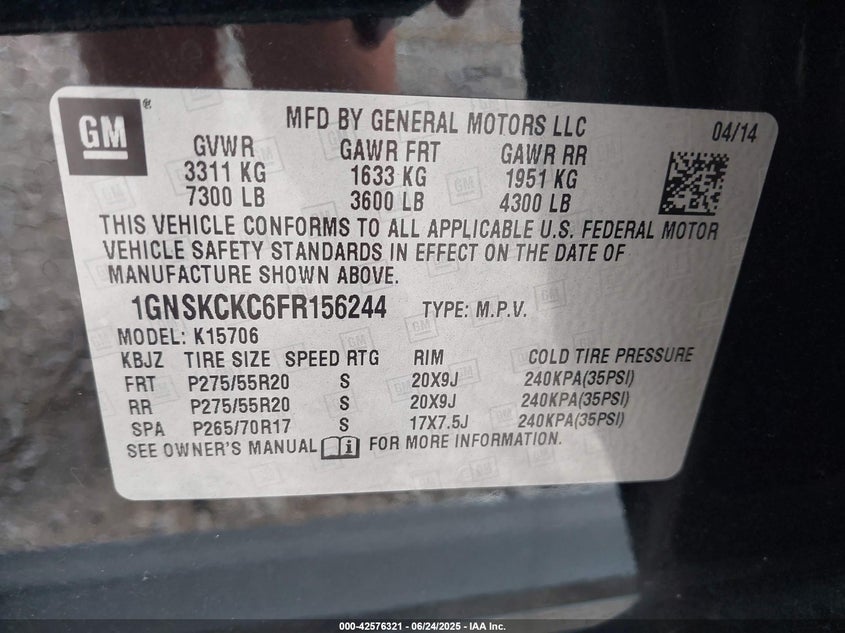 GM®
MFD BY GENERAL MOTORS LLC
04/14
GVWR GAWR FRT GAWR RR
3311 KG 1633 KG 1951 KG
7300 LB 3600 LB 4300 LB
THIS VEHICLE CONFORMS TO ALL APPLICABLE U.S. FEDERAL MOTOR
VEHICLE SAFETY STANDARDS IN EFFECT ON THE DATE OF
MANUFACTURE SHOWN ABOVE.
1GNSKCKC6FR156244 TYPE: M.P.V.
MODEL: K15706
KBJZ TIRE SIZE SPEED RTG RIM COLD TIRE PRESSURE
FRT P275/55R20 S 20X9J 240KPA(35PSI)
RR P275/55R20 S 20X9J 240KPA(35PSI)
SPA P265/70R17 S 17X7.5J 240KPA(35PSI)
SEE OWNER'S MANUAL FOR MORE INFORMATION.
000-42576321 | 06/24/2025 - IAA Inc.